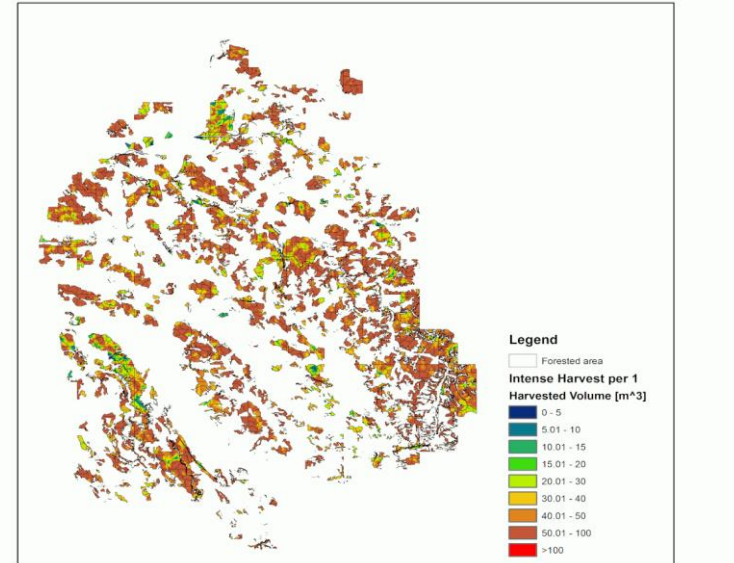 Legend
Forested area
Intense Harvest per 1
Harvested Volume [m^3]
0 - 5
5.01 - 10
10.01 - 15
15.01 - 20
20.01 - 30
30.01 - 40
40.01 - 50
50.01 - 100
>100